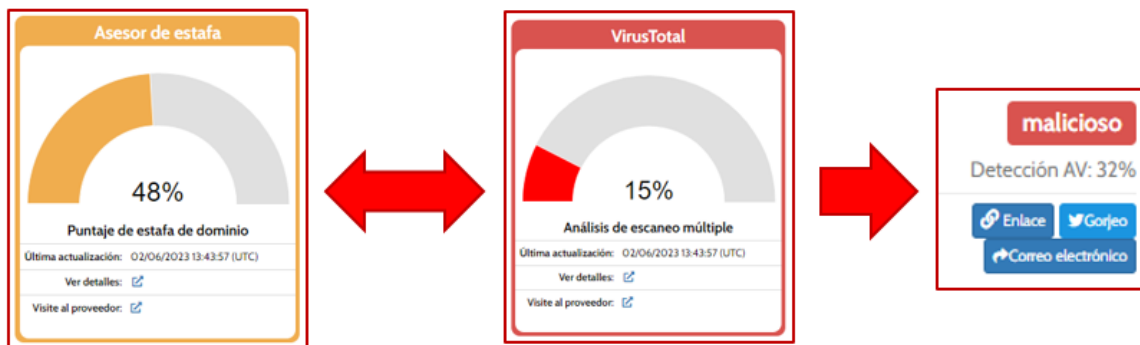 Asesor de estafa
48%
Puntaje de estafa de dominio
Última actualización: 02/06/2023 13:43:57 (UTC)
Ver detalles:
Visite al proveedor:
VirusTotal
15%
Análisis de escaneo múltiple
Última actualización: 02/06/2023 13:43:57 (UTC)
Ver detalles:
Visite al proveedor:
malicioso
Detección AV: 32%
Enlace Gorjeo
Correo electrónico